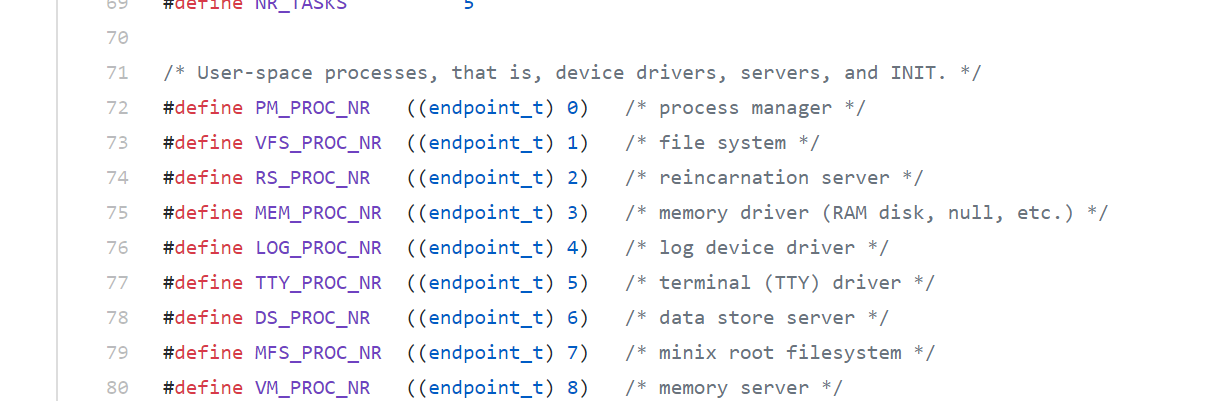 69 #define NR_TASKS 5
70
71 /* User-space processes, that is, device drivers, servers, and INIT. */
72 #define PM_PROC_NR ((endpoint_t) 0) /* process manager */
73 #define VFS_PROC_NR ((endpoint_t) 1) /* file system */
74 #define RS_PROC_NR ((endpoint_t) 2) /* reincarnation server */
75 #define MEM_PROC_NR ((endpoint_t) 3) /* memory driver (RAM disk, null, etc.) */
76 #define LOG_PROC_NR ((endpoint_t) 4) /* log device driver */
77 #define TTY_PROC_NR ((endpoint_t) 5) /* terminal (TTY) driver */
78 #define DS_PROC_NR ((endpoint_t) 6) /* data store server */
79 #define MFS_PROC_NR ((endpoint_t) 7) /* minix root filesystem */
80 #define VM_PROC_NR ((endpoint_t) 8) /* memory server */